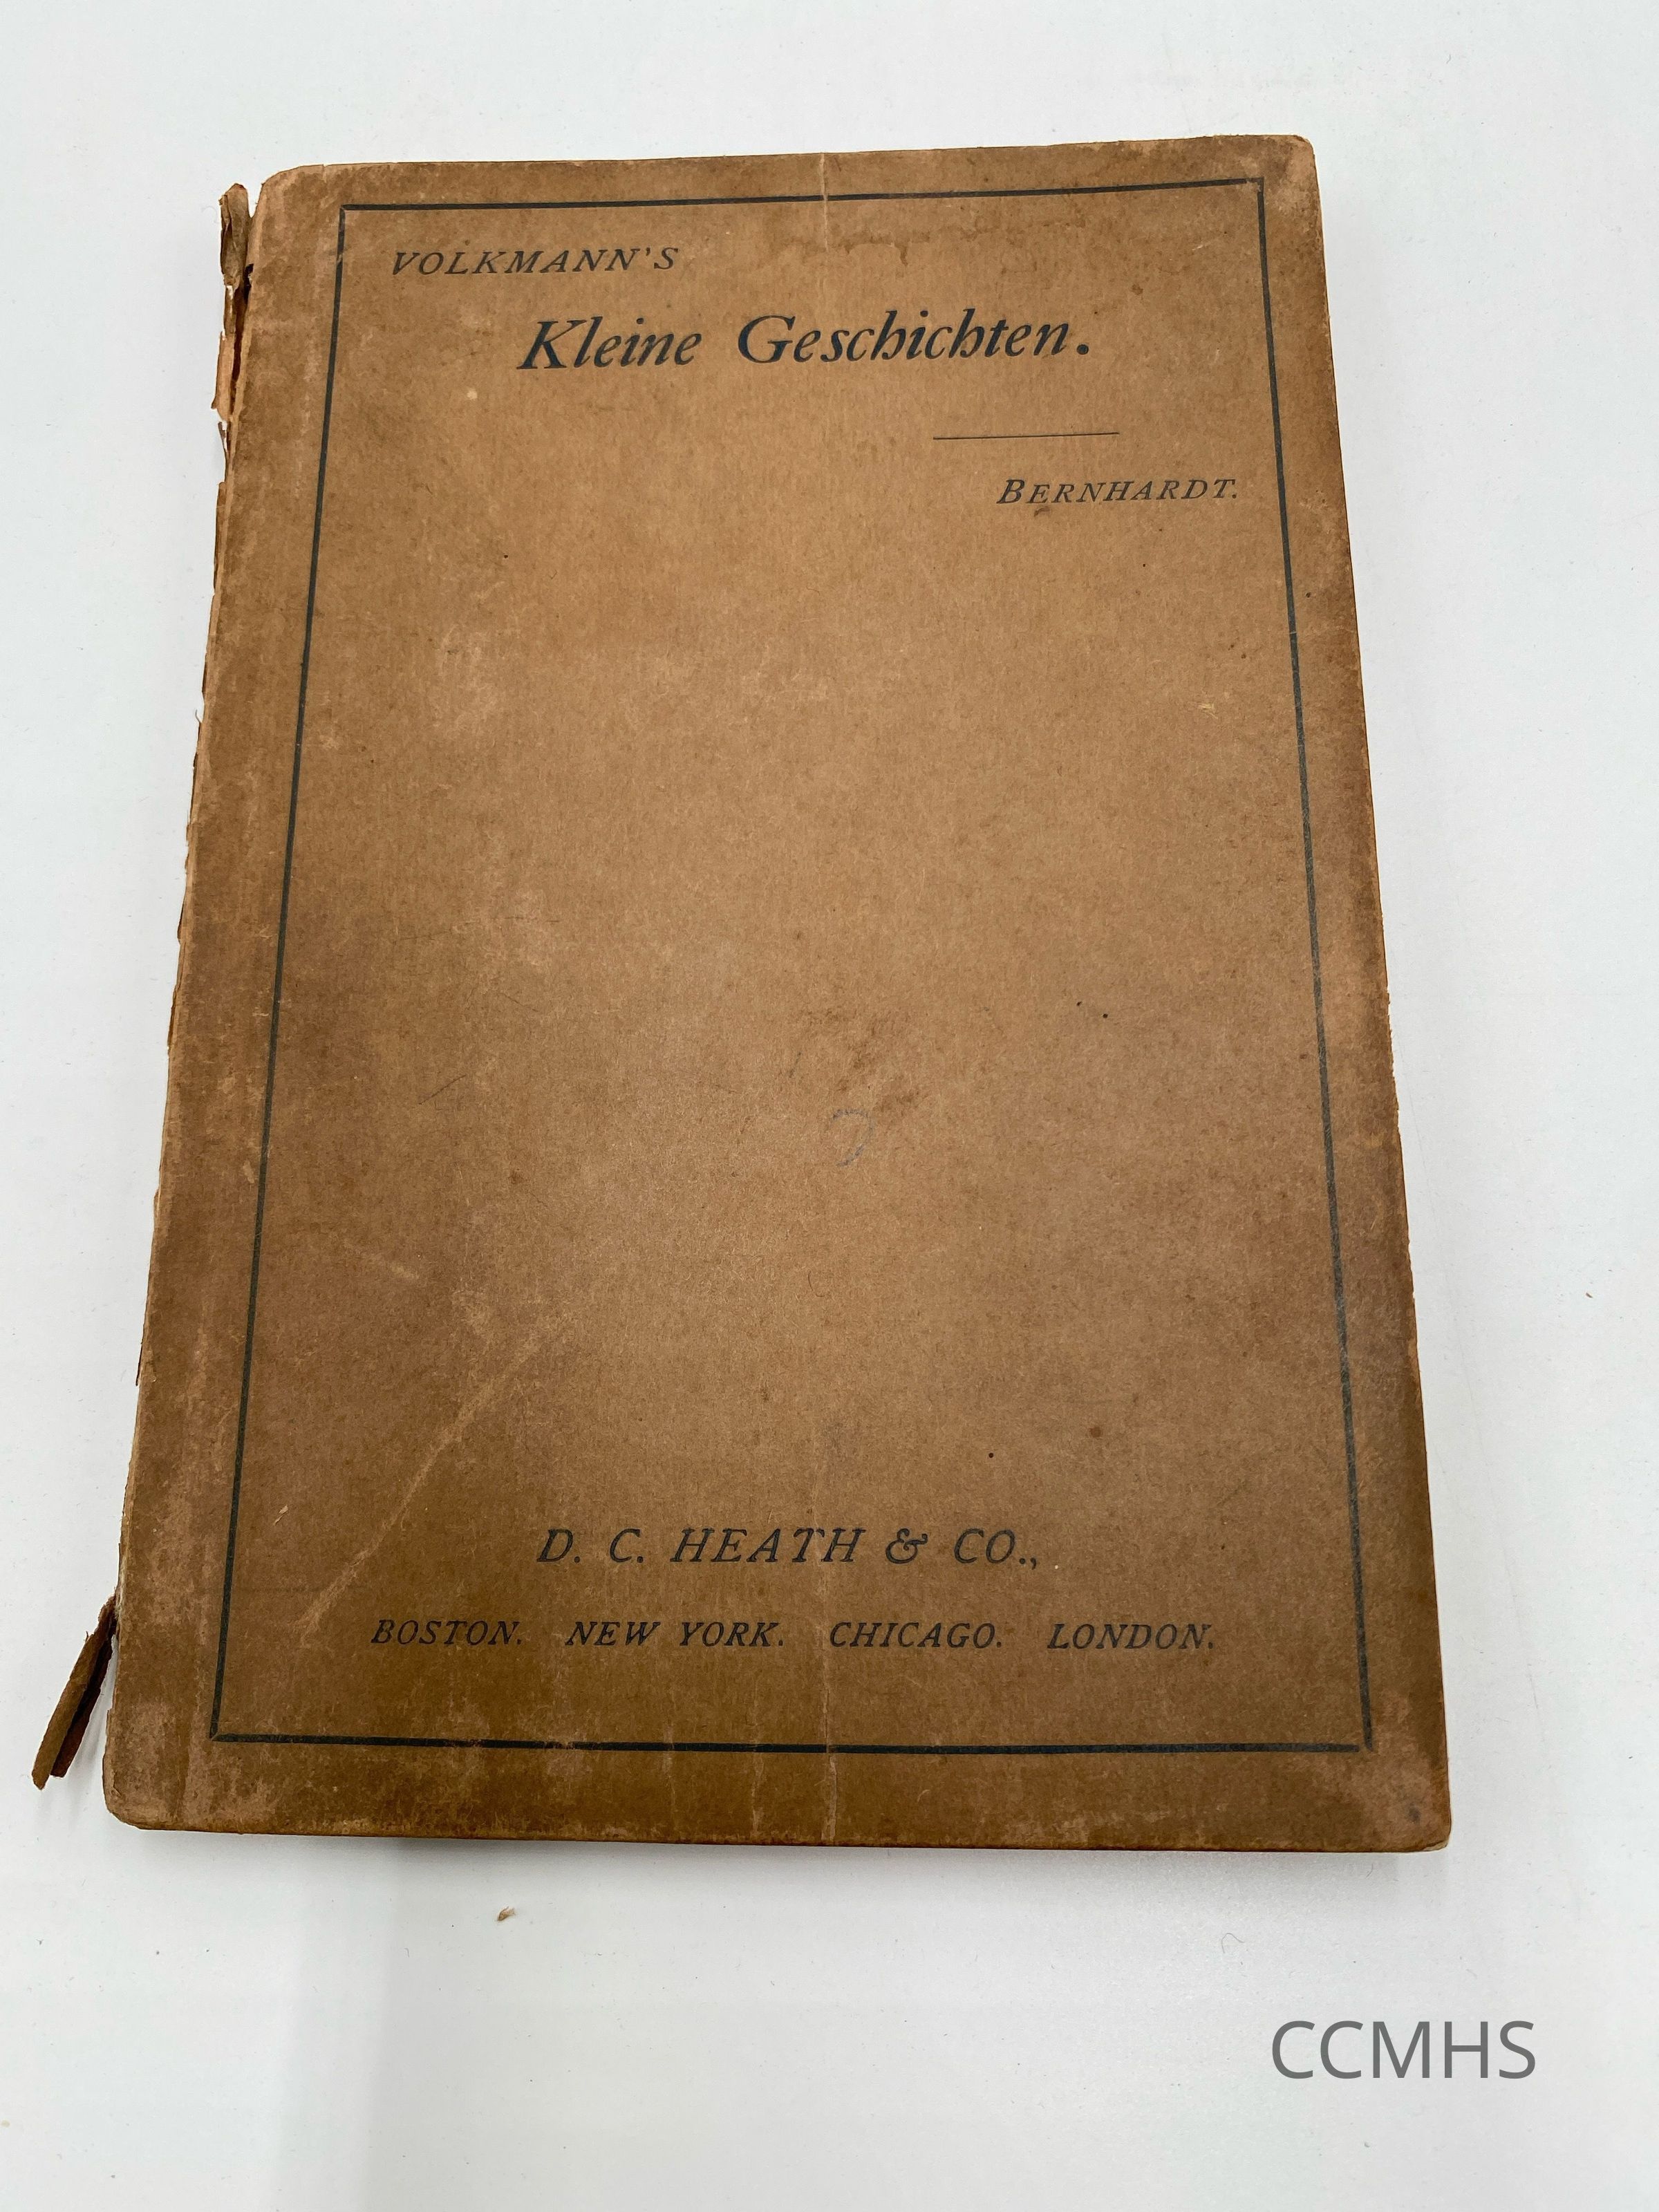 VOLKMANN'S
Kleine Geschichten.
BERNHARDT.
D. C. HEATH & CO.,
BOSTON. NEW YORK. CHICAGO. LONDON.
CCMHS